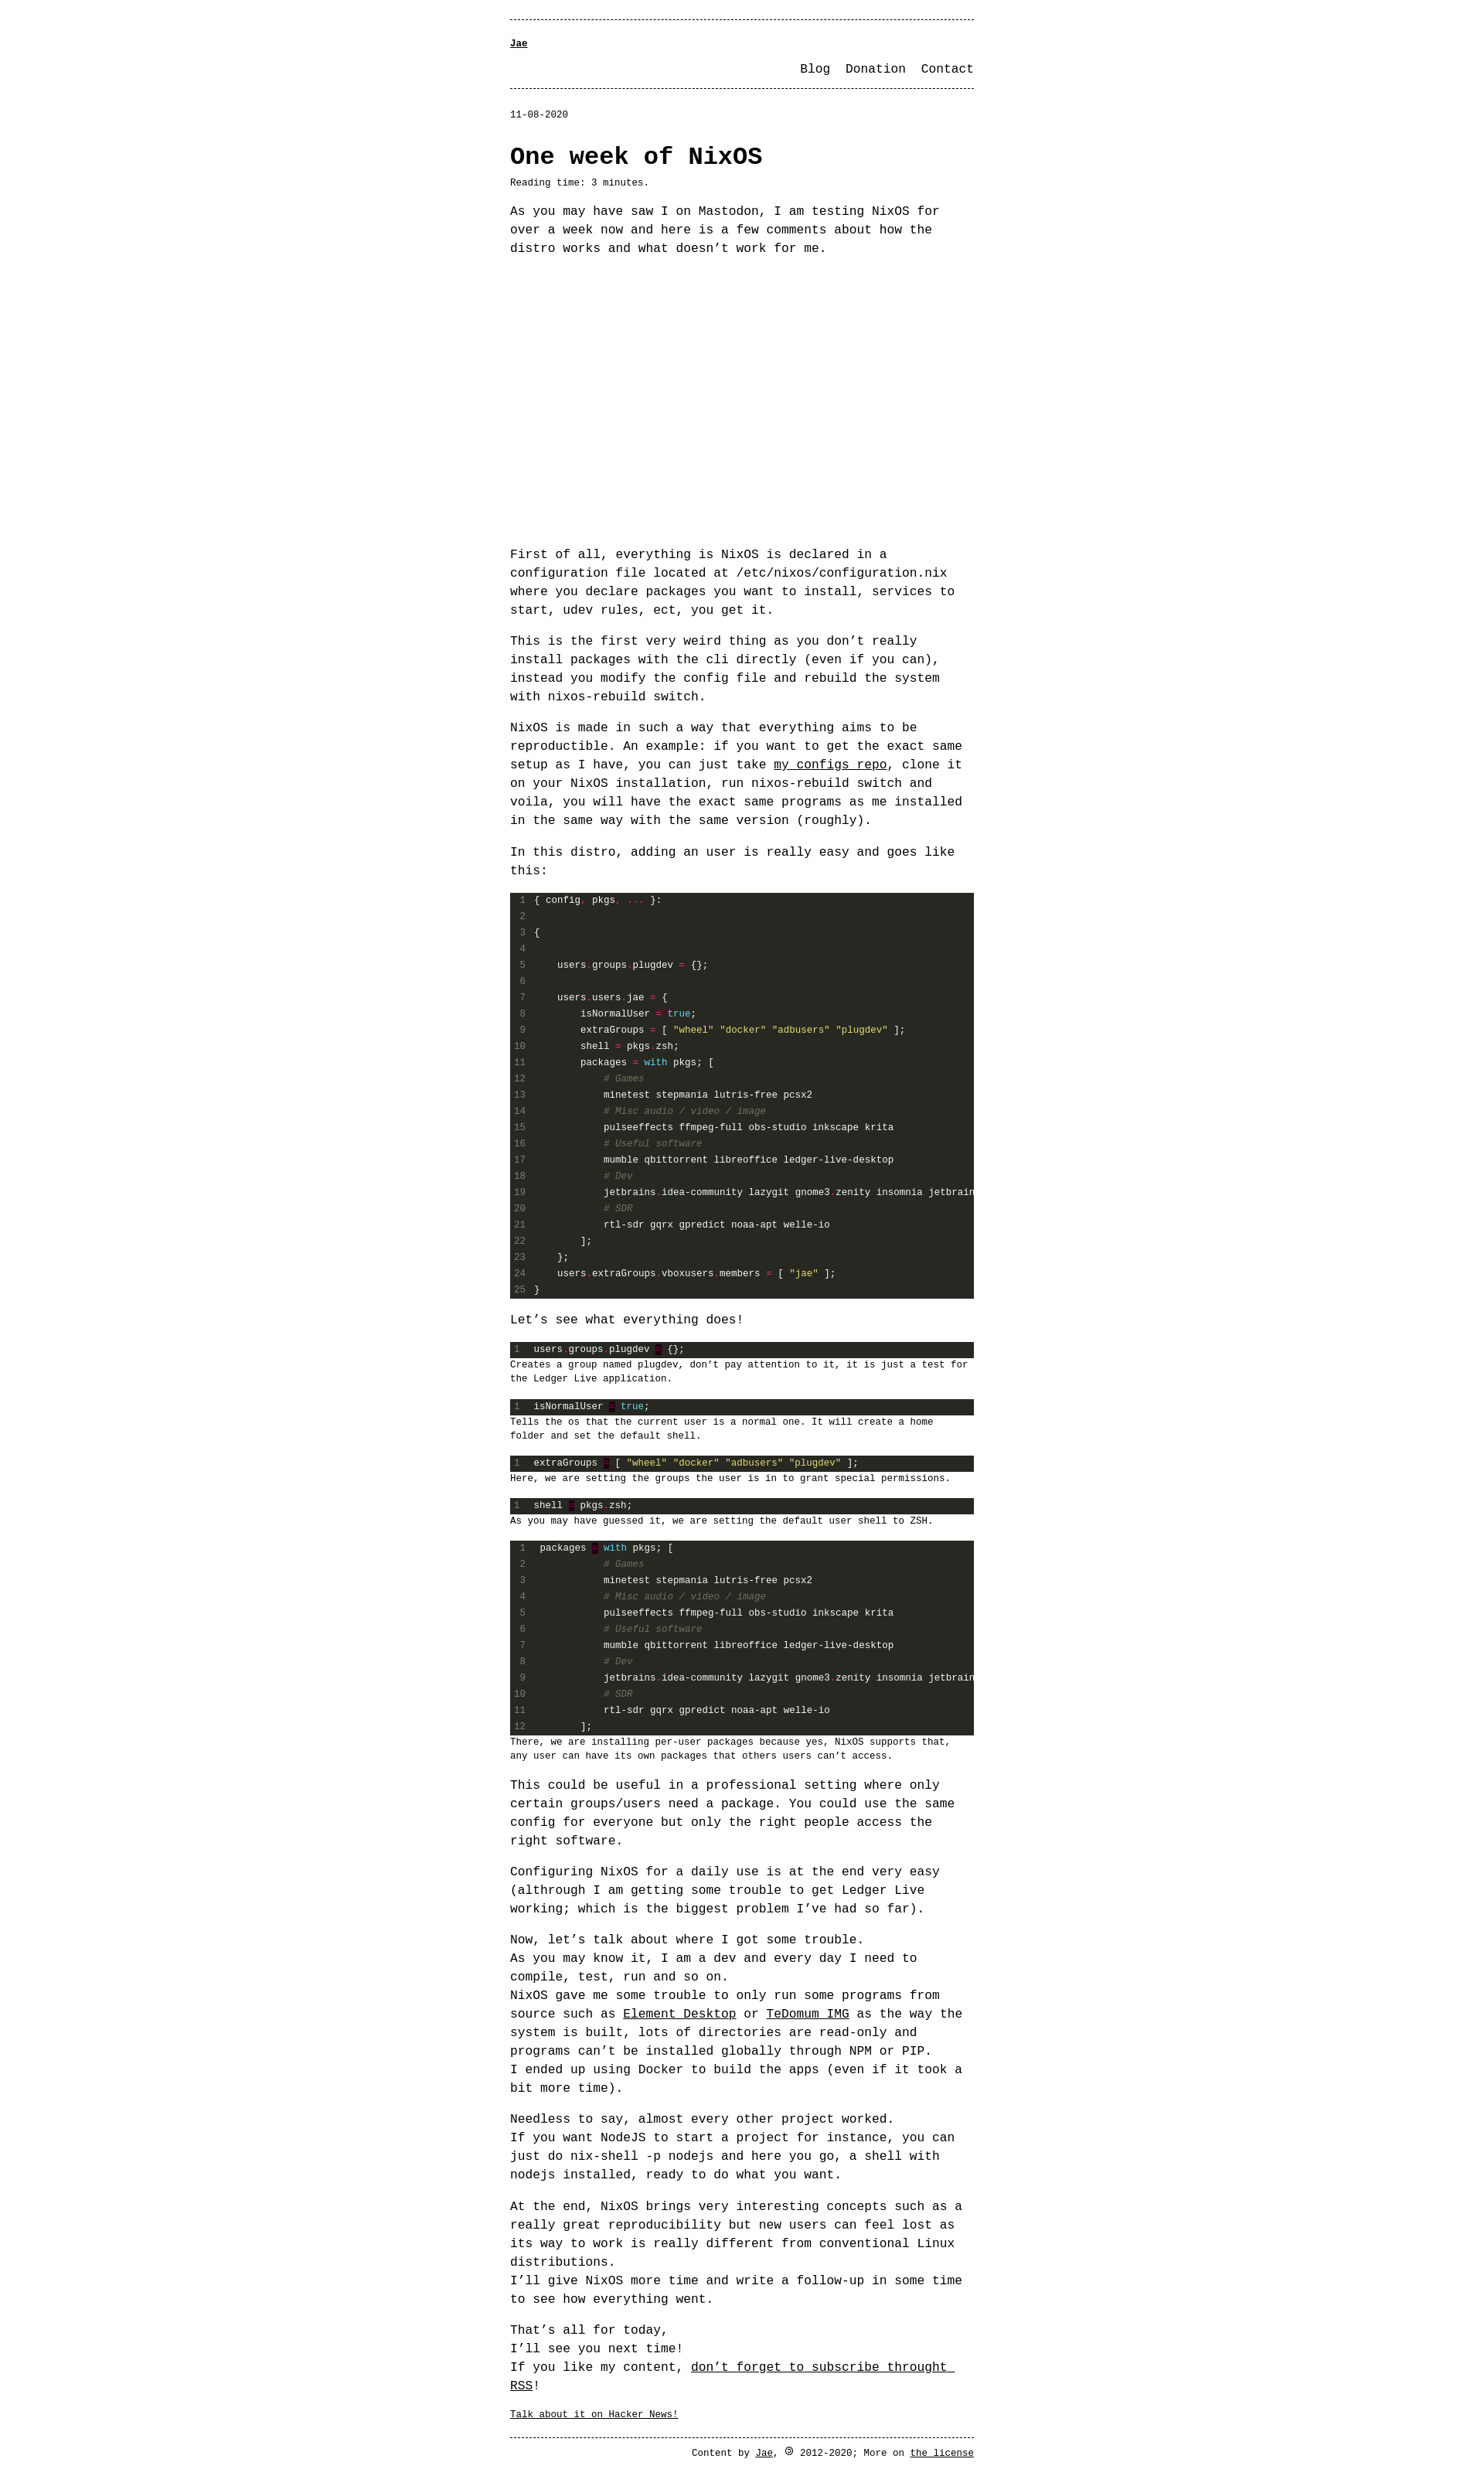 Jae
Blog Donation Contact
11-08-2020
One week of NixOS
Reading time: 3 minutes.
As you may have saw I on Mastodon, I am testing NixOS for
over a week now and here is a few comments about how the
distro works and what doesn’t work for me.
First of all, everything is NixOS is declared in a
configuration file located at /etc/nixos/configuration.nix
where you declare packages you want to install, services to
start, udev rules, ect, you get it.
This is the first very weird thing as you don’t really
install packages with the cli directly (even if you can),
instead you modify the config file and rebuild the system
with nixos-rebuild switch.
NixOS is made in such a way that everything aims to be
reproductible. An example: if you want to get the exact same
setup as I have, you can just take my configs repo, clone it
on your NixOS installation, run nixos-rebuild switch and
voila, you will have the exact same programs as me installed
in the same way with the same version (roughly).
In this distro, adding an user is really easy and goes like
this:
1 { config, pkgs, ... }:
2
3 {
4
5     users.groups.plugdev = {};
6
7     users.users.jae = {
8         isNormalUser = true;
9         extraGroups = [ "wheel" "docker" "adbusers" "plugdev" ];
10         shell = pkgs.zsh;
11         packages = with pkgs; [
12             # Games
13             minetest stepmania lutris-free pcsx2
14             # Misc audio / video / image
15             pulseeffects ffmpeg-full obs-studio inkscape krita
16             # Useful software
17             mumble qbittorrent libreoffice ledger-live-desktop
18             # Dev
19             jetbrains.idea-community lazygit gnome3.zenity insomnia jetbrain
20             # SDR
21             rtl-sdr gqrx gpredict noaa-apt welle-io
22         ];
23     };
24     users.extraGroups.vboxusers.members = [ "jae" ];
25 }
Let’s see what everything does!
1 users.groups.plugdev = {};
Creates a group named plugdev, don’t pay attention to it, it is just a test for
the Ledger Live application.
1 isNormalUser = true;
Tells the os that the current user is a normal one. It will create a home
folder and set the default shell.
1 extraGroups = [ "wheel" "docker" "adbusers" "plugdev" ];
Here, we are setting the groups the user is in to grant special permissions.
1 shell = pkgs.zsh;
As you may have guessed it, we are setting the default user shell to ZSH.
1  packages = with pkgs; [
2             # Games
3             minetest stepmania lutris-free pcsx2
4             # Misc audio / video / image
5             pulseeffects ffmpeg-full obs-studio inkscape krita
6             # Useful software
7             mumble qbittorrent libreoffice ledger-live-desktop
8             # Dev
9             jetbrains.idea-community lazygit gnome3.zenity insomnia jetbrain
10             # SDR
11             rtl-sdr gqrx gpredict noaa-apt welle-io
12         ];
There, we are installing per-user packages because yes, NixOS supports that,
any user can have its own packages that others users can’t access.
This could be useful in a professional setting where only
certain groups/users need a package. You could use the same
config for everyone but only the right people access the
right software.
Configuring NixOS for a daily use is at the end very easy
(although I am getting some trouble to get Ledger Live
working; which is the biggest problem I’ve had so far).
Now, let’s talk about where I got some trouble.
As you may know it, I am a dev and every day I need to
compile, test, run and so on.
NixOS gave me some trouble to only run some programs from
source such as Element Desktop or TeDomum IMG as the way the
system is built, lots of directories are read-only and
programs can’t be installed globally through NPM or PIP.
I ended up using Docker to build the apps (even if it took a
bit more time).
Needless to say, almost every other project worked.
If you want NodeJS to start a project for instance, you can
just do nix-shell -p nodejs and here you go, a shell with
nodejs installed, ready to do what you want.
At the end, NixOS brings very interesting concepts such as a
really great reproducibility but new users can feel lost as
its way to work is really different from conventional Linux
distributions.
I’ll give NixOS more time and write a follow-up in some time
to see how everything went.
That’s all for today,
I’ll see you next time!
If you like my content, don’t forget to subscribe throught
RSS!
Talk about it on Hacker News!
Content by Jae, 🄯 2012-2020; More on the license